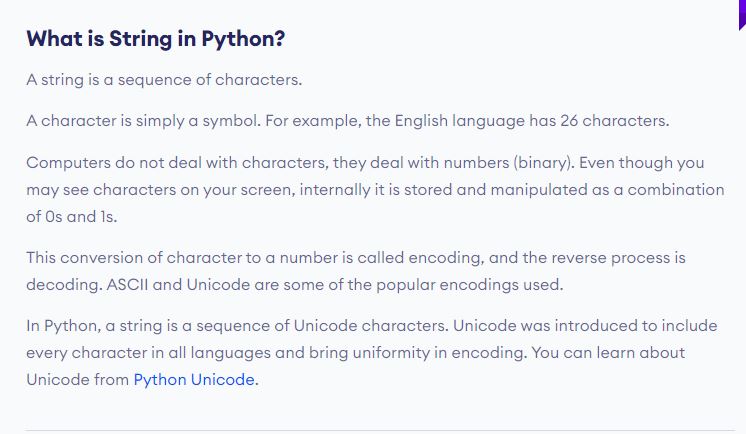 What is String in Python?
A string is a sequence of characters.
A character is simply a symbol. For example, the English language has 26 characters.
Computers do not deal with characters, they deal with numbers (binary). Even though you
may see characters on your screen, internally it is stored and manipulated as a combination
of 0s and 1s.
This conversion of character to a number is called encoding, and the reverse process is
decoding. ASCII and Unicode are some of the popular encodings used.
In Python, a string is a sequence of Unicode characters. Unicode was introduced to include
every character in all languages and bring uniformity in encoding. You can learn about
Unicode from Python Unicode.